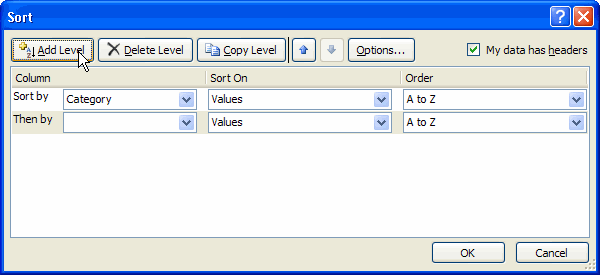 Sort
Add Level Delete Level Copy Level Options... My data has headers
Column Sort On Order
Sort by Category Values A to Z
Then by Values A to Z
OK Cancel